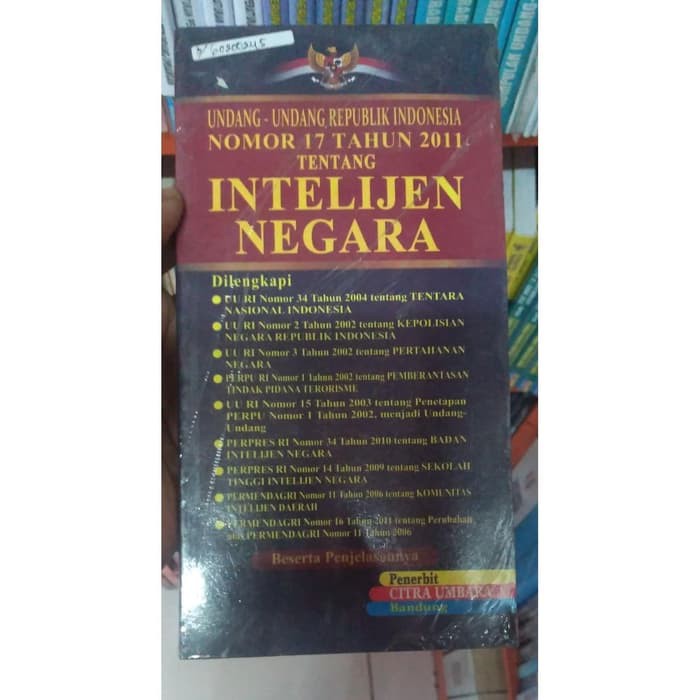 UNDANG - UNDANG REPUBLIK INDONESIA
NOMOR 17 TAHUN 2011
TENTANG
INTELIJEN
NEGARA
Dilengkapi
UU RI Nomor 34 Tahun 2004 tentang TENTARA
NASIONAL INDONESIA
UU RI Nomor 2 Tahun 2002 tentang KEPOLISIAN
NEGARA REPUBLIK INDONESIA
UU RI Nomor 3 Tahun 2002 tentang PERTAHANAN
NEGARA
PERPU RI Nomor 1 Tahun 2002 tentang PEMBERANTASAN
TINDAK PIDANA TERORISME
UU RI Nomor 15 Tahun 2003 tentang Penetapan
PERPU Nomor 1 Tahun 2002, menjadi Undang-
Undang
PERPRES RI Nomor 34 Tahun 2010 tentang BADAN
INTELIJEN NEGARA
PERPRES RI Nomor 14 Tahun 2009 tentang SEKOLAH
TINGGI INTELIJEN NEGARA
PERMENDAGRI Nomor 11 Tahun 2006 tentang KOMUNITAS
INTELIJEN DAERAH
PERMENDAGRI Nomor 16 Tahun 2011 tentang Perubahan
atas PERMENDAGRI Nomor 11 Tahun 2006
Beserta Penjelasannya
Penerbit
CITRA UMBARA
Bandung